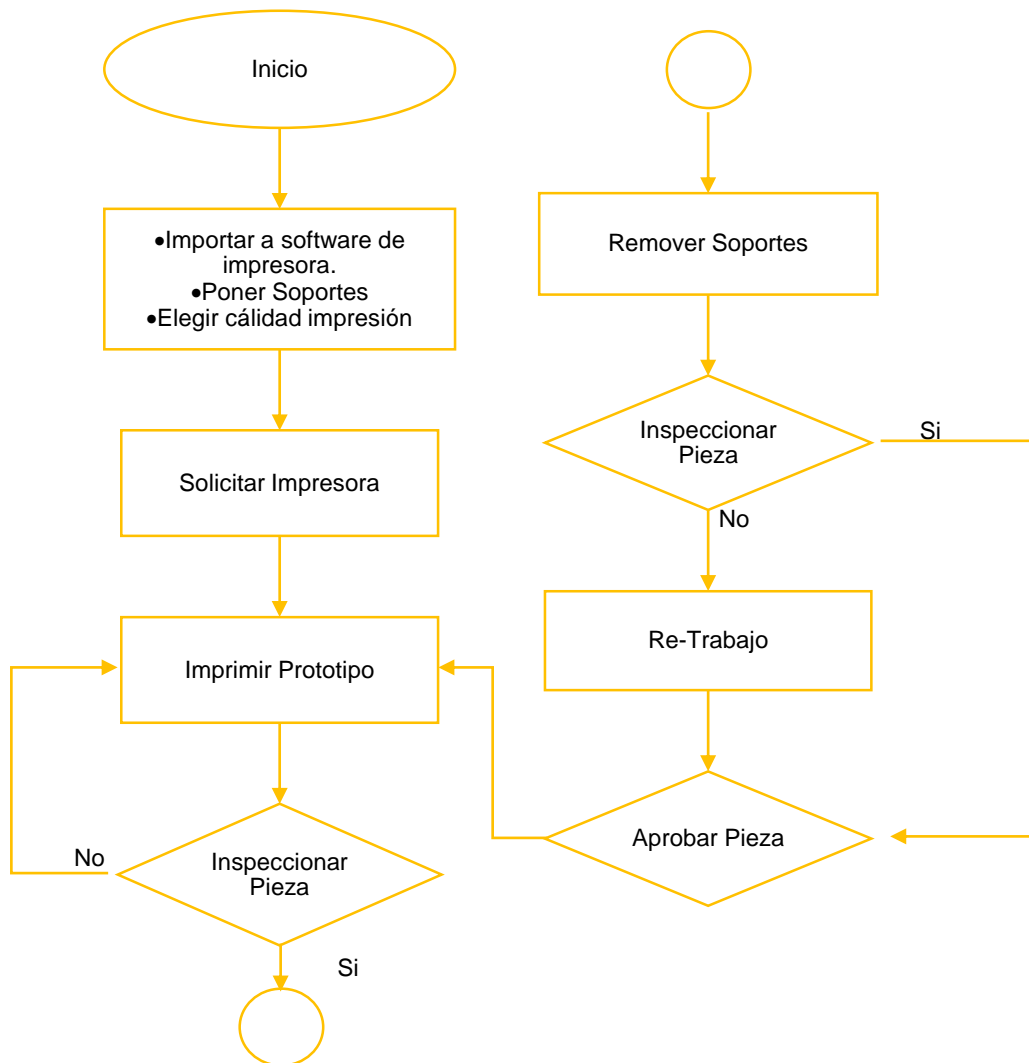 Inicio
•Importar a software de
impresora.
•Poner Soportes
•Elegir cálidad impresión
Solicitar Impresora
Imprimir Prototipo
No
Inspeccionar
Pieza
Si
Remover Soportes
Inspeccionar
Pieza
Si
No
Re-Trabajo
Aprobar Pieza